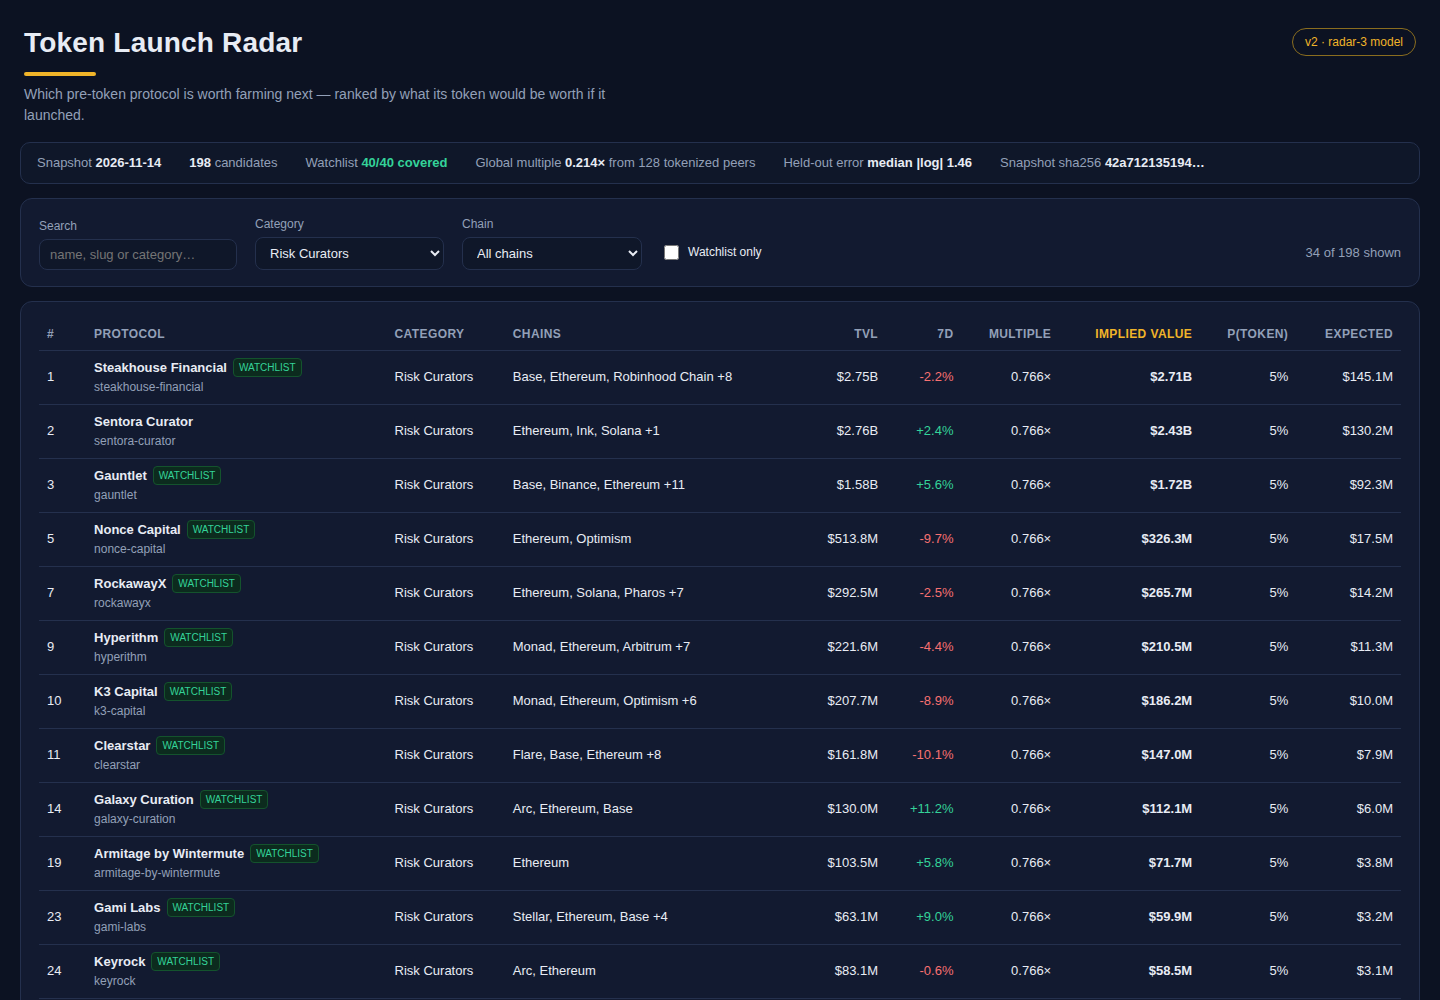 Token Launch Radar
v2 · radar-3 model
Which pre-token protocol is worth farming next — ranked by what its token would be worth if it
launched.
Snapshot 2026-11-14 198 candidates Watchlist 40/40 covered Global multiple 0.214× from 128 tokenized peers Held-out error median |log| 1.46 Snapshot sha256 42a712135194…
Search Category Chain
name, slug or category… Risk Curators All chains Watchlist only 34 of 198 shown
# PROTOCOL CATEGORY CHAINS TVL 7D MULTIPLE IMPLIED VALUE P(TOKEN) EXPECTED
1 Steakhouse Financial WATCHLIST Risk Curators Base, Ethereum, Robinhood Chain +8 $2.75B -2.2% 0.766× $2.71B 5% $145.1M
steakhouse-financial
2 Sentora Curator Risk Curators Ethereum, Ink, Solana +1 $2.76B +2.4% 0.766× $2.43B 5% $130.2M
sentora-curator
3 Gauntlet WATCHLIST Risk Curators Base, Binance, Ethereum +11 $1.58B +5.6% 0.766× $1.72B 5% $92.3M
gauntlet
5 Nonce Capital WATCHLIST Risk Curators Ethereum, Optimism $513.8M -9.7% 0.766× $326.3M 5% $17.5M
nonce-capital
7 RockawayX WATCHLIST Risk Curators Ethereum, Solana, Pharos +7 $292.5M -2.5% 0.766× $265.7M 5% $14.2M
rockawayx
9 Hyperithm WATCHLIST Risk Curators Monad, Ethereum, Arbitrum +7 $221.6M -4.4% 0.766× $210.5M 5% $11.3M
hyperithm
10 K3 Capital WATCHLIST Risk Curators Monad, Ethereum, Optimism +6 $207.7M -8.9% 0.766× $186.2M 5% $10.0M
k3-capital
11 Clearstar WATCHLIST Risk Curators Flare, Base, Ethereum +8 $161.8M -10.1% 0.766× $147.0M 5% $7.9M
clearstar
14 Galaxy Curation WATCHLIST Risk Curators Arc, Ethereum, Base $130.0M +11.2% 0.766× $112.1M 5% $6.0M
galaxy-curation
19 Armitage by Wintermute WATCHLIST Risk Curators Ethereum $103.5M +5.8% 0.766× $71.7M 5% $3.8M
armitage-by-wintermute
23 Gami Labs WATCHLIST Risk Curators Stellar, Ethereum, Base +4 $63.1M +9.0% 0.766× $59.9M 5% $3.2M
gami-labs
24 Keyrock WATCHLIST Risk Curators Arc, Ethereum $83.1M -0.6% 0.766× $58.5M 5% $3.1M
keyrock